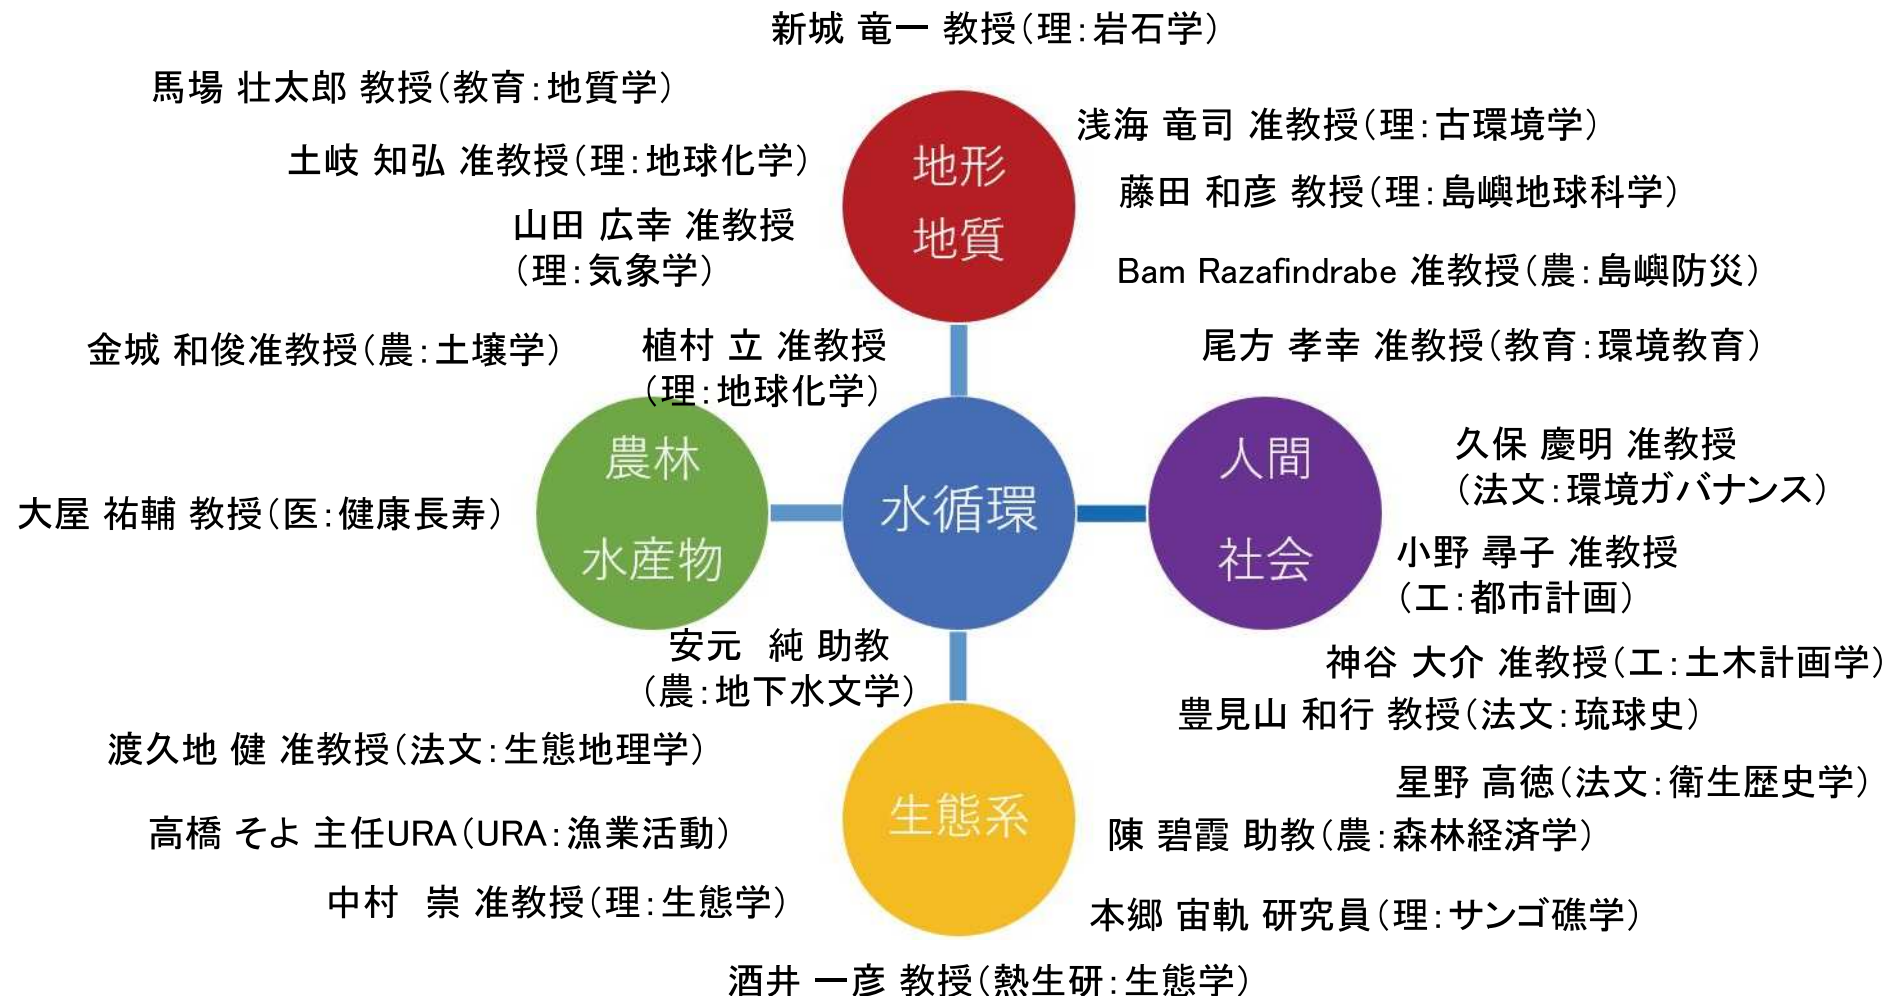 新城 竜一 教授(理:岩石学)
馬場 壮太郎 教授(教育:地質学)
浅海 竜司 准教授(理:古環境学)
土岐 知弘 准教授(理:地球化学)
地形
地質
藤田 和彦 教授(理:島嶼地球科学)
山田 広幸 准教授
(理:気象学)
Bam Razafindrabe 准教授(農:島嶼防災)
金城 和俊准教授(農:土壌学)
植村 立 准教授
(理:地球化学)
尾方 孝幸 准教授(教育:環境教育)
農林
水産物
水循環
人間
社会
久保 慶明 准教授
(法文:環境ガバナンス)
大屋 祐輔 教授(医:健康長寿)
小野 尋子 准教授
(工:都市計画)
安元 純 助教
(農:地下水文学)
神谷 大介 准教授(工:土木計画学)
豊見山 和行 教授(法文:琉球史)
渡久地 健 准教授(法文:生態地理学)
星野 高徳(法文:衛生歴史学)
生態系
高橋 そよ 主任URA(URA:漁業活動)
陳 碧霞 助教(農:森林経済学)
中村 崇 准教授(理:生態学)
本郷 宙軌 研究員(理:サンゴ礁学)
酒井 一彦 教授(熱生研:生態学)